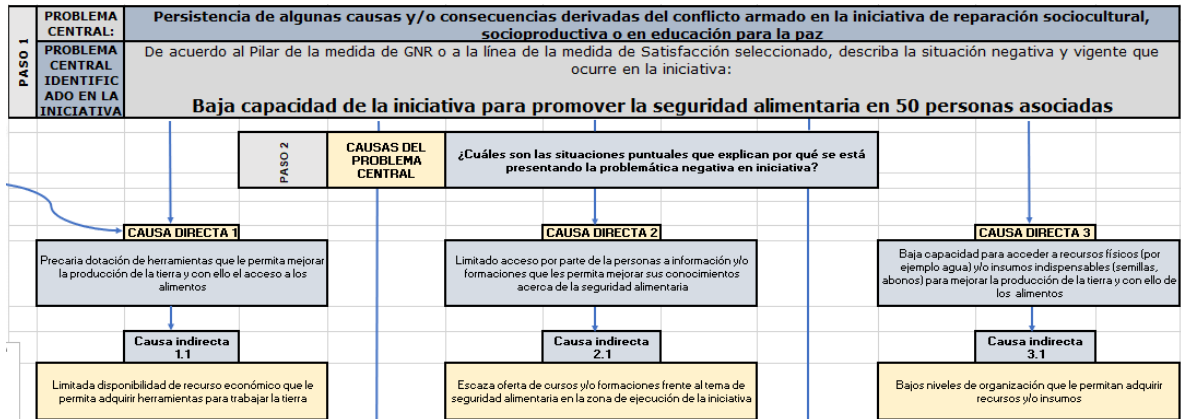 PASO 1
PROBLEMA
CENTRAL:
Persistencia de algunas causas y/o consecuencias derivadas del conflicto armado en la iniciativa de reparación sociocultural,
socioproductiva o en educación para la paz
PROBLEMA
CENTRAL
IDENTIFIC
ADO EN LA
INICIATIVA
De acuerdo al Pilar de la medida de GNR o a la línea de la medida de Satisfacción seleccionado, describa la situación negativa y vigente que
ocurre en la iniciativa:
Baja capacidad de la iniciativa para promover la seguridad alimentaria en 50 personas asociadas
PASO 2
CAUSAS DEL
PROBLEMA
CENTRAL
¿Cuáles son las situaciones puntuales que explican por qué se está
presentando la problemática negativa en iniciativa?
CAUSA DIRECTA 1
Precaria dotación de herramientas que le permita mejorar
la producción de la tierra y con ello el acceso a los
alimentos
Causa indirecta
1.1
Limitada disponibilidad de recurso económico que le
permita adquirir herramientas para trabajar la tierra
CAUSA DIRECTA 2
Limitado acceso por parte de la personas a información y/o
formaciones que les permita mejorar sus conocimientos
acerca de la seguridad alimentaria
Causa indirecta
2.1
Escaza oferta de cursos y/o formaciones frente al tema de
seguridad alimentaria en la zona de ejecución de la iniciativa
CAUSA DIRECTA 3
Baja capacidad para acceder a recursos físicos (por
ejemplo agua) y/o insumos indispensables (semillas,
abonos) para mejorar la producción de la tierra y con ello de
los alimentos
Causa indirecta
3.1
Bajos niveles de organización que le permitan adquirir
recursos y/o insumos